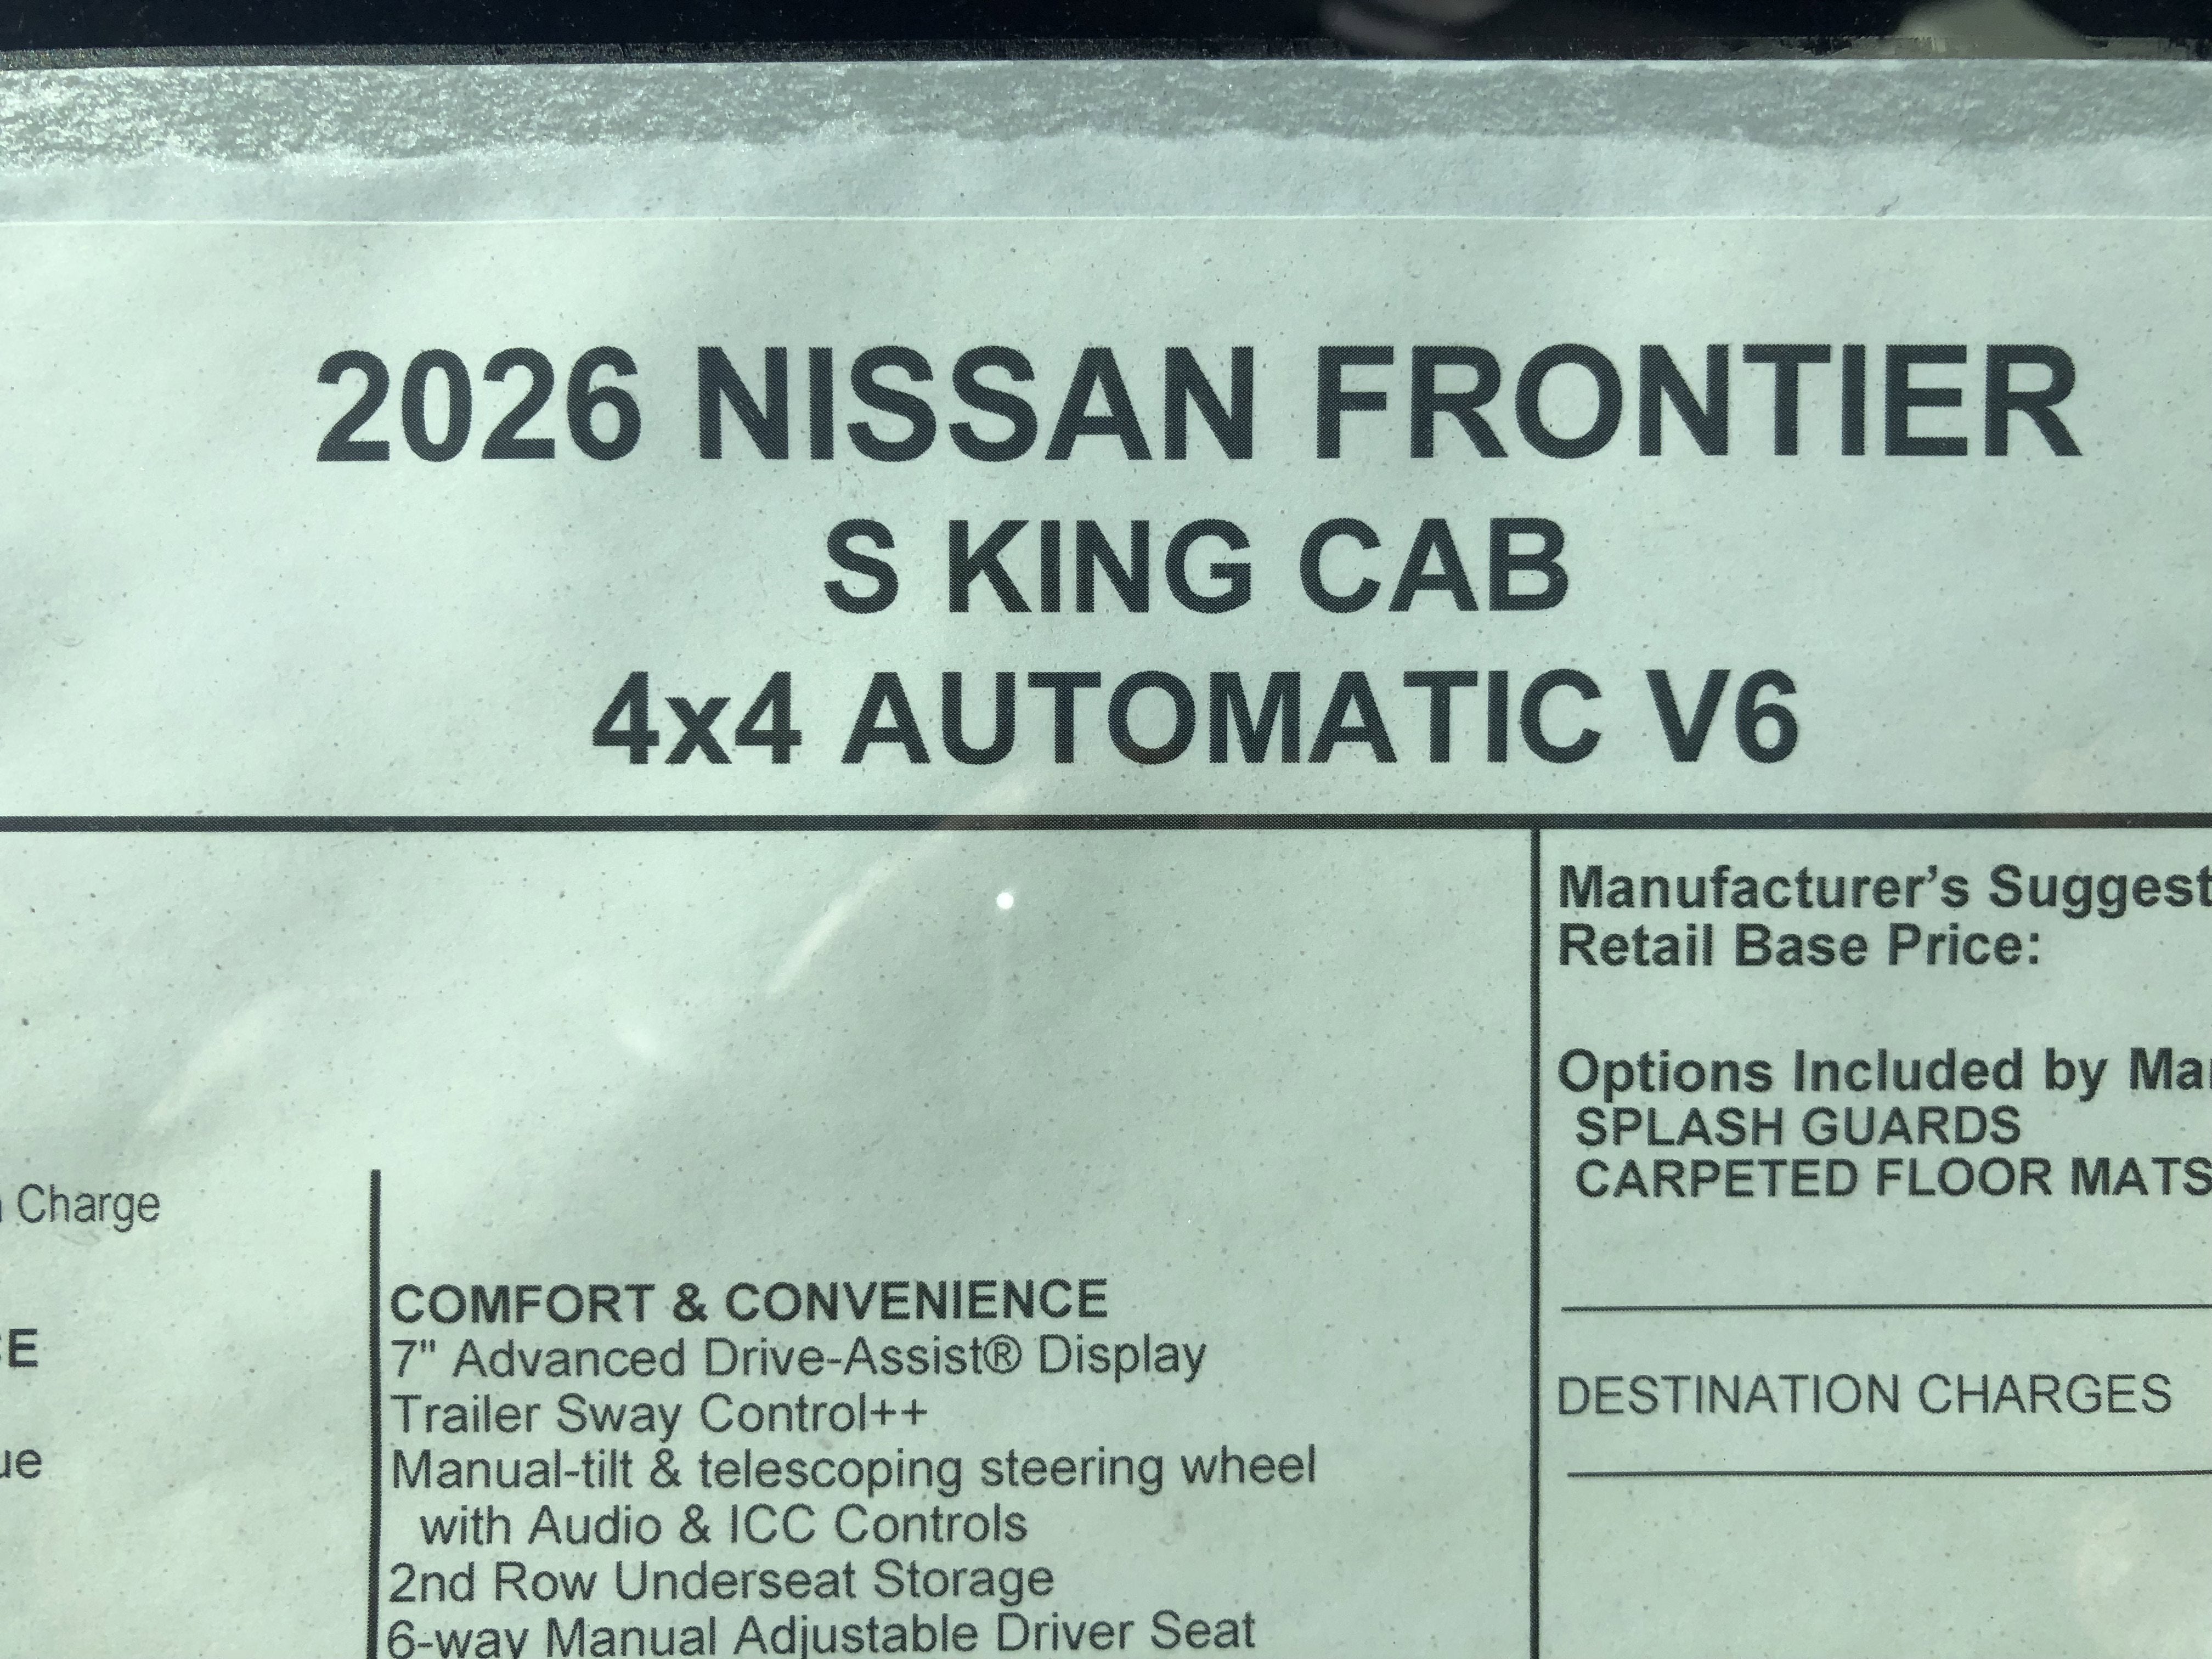 2026 NISSAN FRONTIER
S KING CAB
4x4 AUTOMATIC V6
Charge
COMFORT & CONVENIENCE
7" Advanced Drive-Assist® Display
Trailer Sway Control++
Manual-tilt & telescoping steering wheel
with Audio & ICC Controls
2nd Row Underseat Storage
6-way Manual Adjustable Driver Seat
Manufacturer's Suggest
Retail Base Price:
Options Included by Ma
SPLASH GUARDS
CARPETED FLOOR MATS
DESTINATION CHARGES